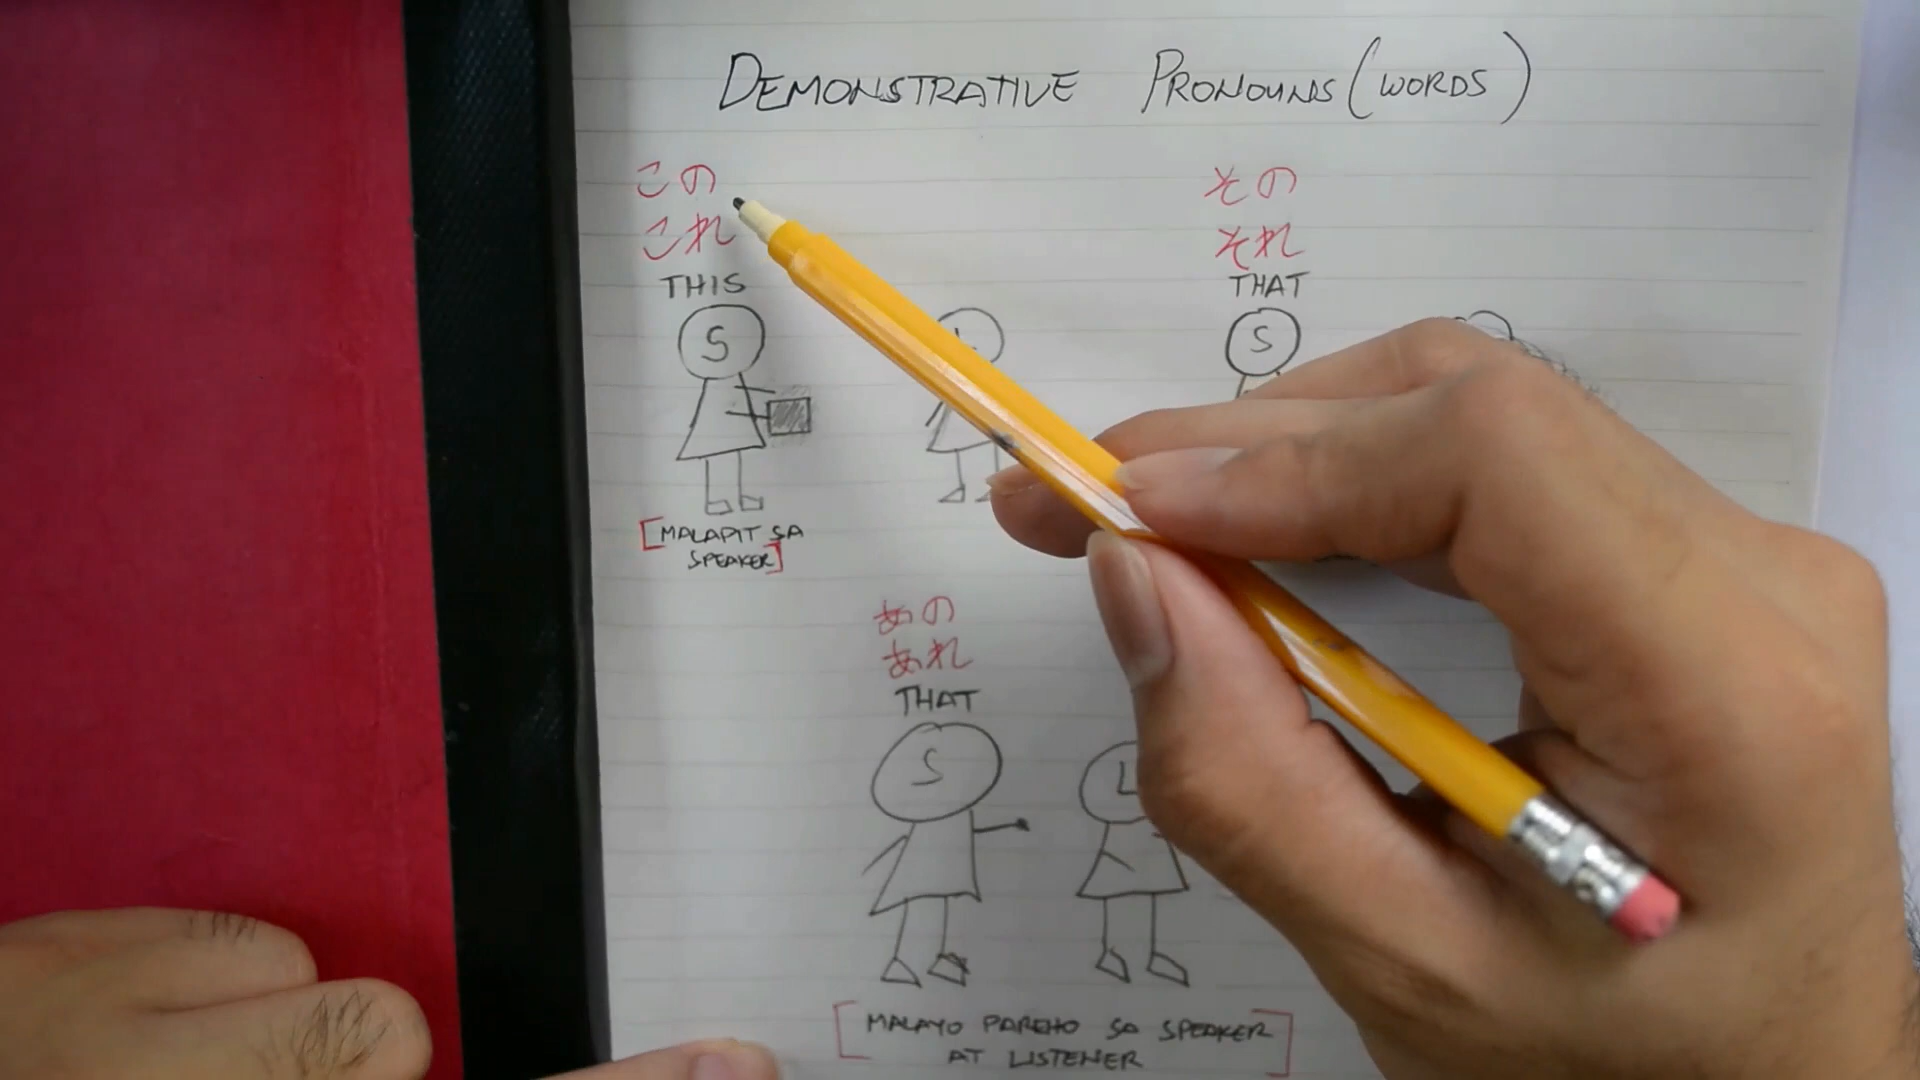 DEMONSTRATIVE PRONOUNS (WORDS)
この
これ
THIS
S
[MALAPIT SA
SPEAKER]
その
それ
THAT
S
あの
あれ
THAT
S
L
[MALAYO PAREHO SA SPEAKER
AT LISTENER]